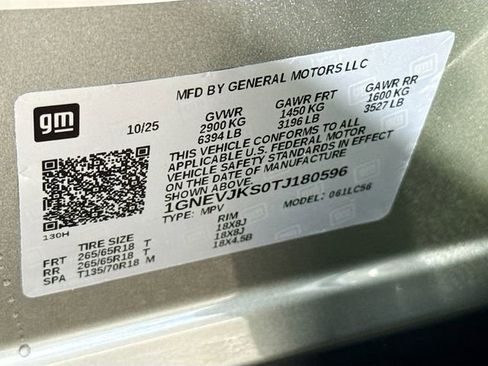 MFD BY GENERAL MOTORS LLC
gm
10/25
GVWR
2900 KG
6394 LB
GAWR FRT
1450 KG
3196 LB
GAWR RR
1600 KG
3527 LB
THIS VEHICLE CONFORMS TO ALL
APPLICABLE U.S. FEDERAL MOTOR
VEHICLE SAFETY STANDARDS IN EFFECT
ON THE DATE OF MANUFACTURE
SHOWN ABOVE.
1GNEVJKS0TJ180596
TYPE: MPV
MODEL: 061LC56
130H
TIRE SIZE RIM
FRT 265/65R18 T 18X8J
RR 265/65R18 T 18X8J
SPA T135/70R18 M 18X4.5B